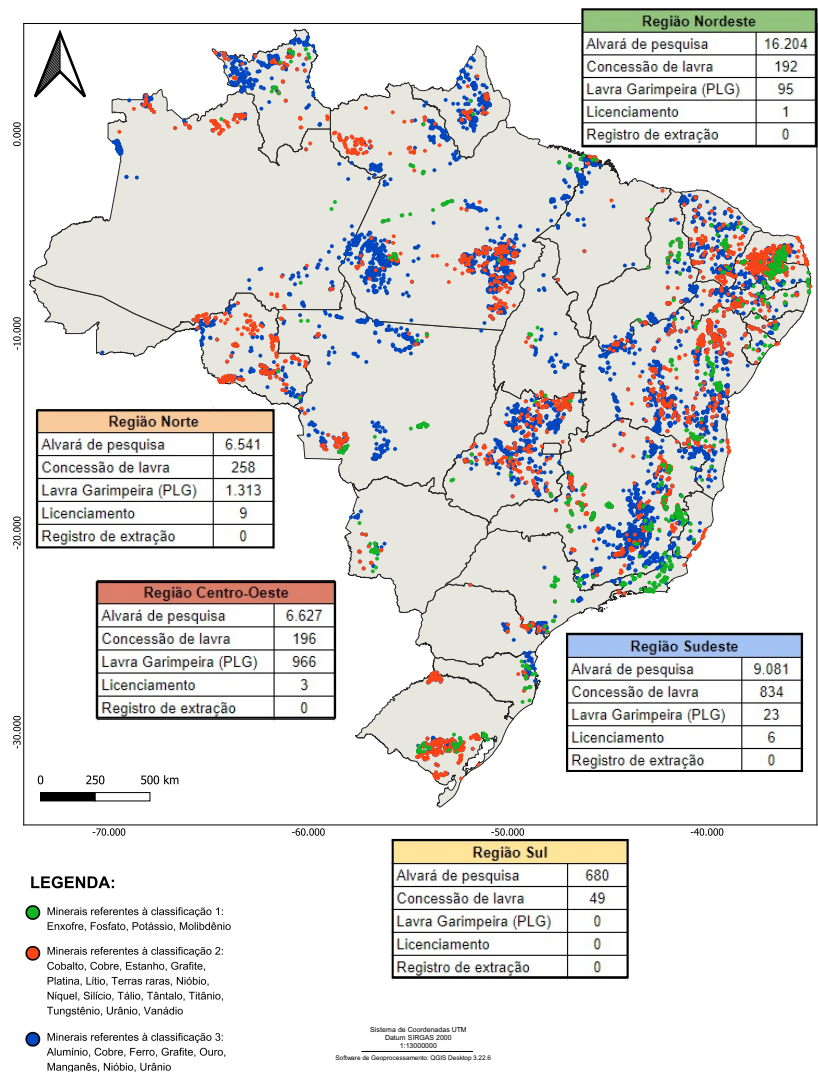 Região Nordeste
Alvará de pesquisa 16.204
Concessão de lavra 192
Lavra Garimpeira (PLG) 95
Licenciamento 1
Registro de extração 0
0.000
-10.000
-20.000
-30.000
Região Norte
Alvará de pesquisa 6.541
Concessão de lavra 258
Lavra Garimpeira (PLG) 1.313
Licenciamento 9
Registro de extração 0
Região Centro-Oeste
Alvará de pesquisa 6.627
Concessão de lavra 196
Lavra Garimpeira (PLG) 966
Licenciamento 3
Registro de extração 0
Região Sudeste
Alvará de pesquisa 9.081
Concessão de lavra 834
Lavra Garimpeira (PLG) 23
Licenciamento 6
Registro de extração 0
0 250 500 km
-70.000 -60.000 -50.000 -40.000
Região Sul
Alvará de pesquisa 680
Concessão de lavra 49
Lavra Garimpeira (PLG) 0
Licenciamento 0
Registro de extração 0
LEGENDA:
Minerais referentes à classificação 1:
Enxofre, Fosfato, Potássio, Molibdênio
Minerais referentes à classificação 2:
Cobalto, Cobre, Estanho, Grafite,
Platina, Lítio, Terras raras, Nióbio,
Níquel, Silício, Tálio, Tântalo, Titânio,
Tungstênio, Urânio, Vanádio
Minerais referentes à classificação 3:
Alumínio, Cobre, Ferro, Grafite, Ouro,
Manganês, Nióbio, Urânio
Sistema de Coordenadas UTM
Datum SIRGAS 2000
1:13000000
Software de Geoprocessamento: QGIS Desktop 3.22.6